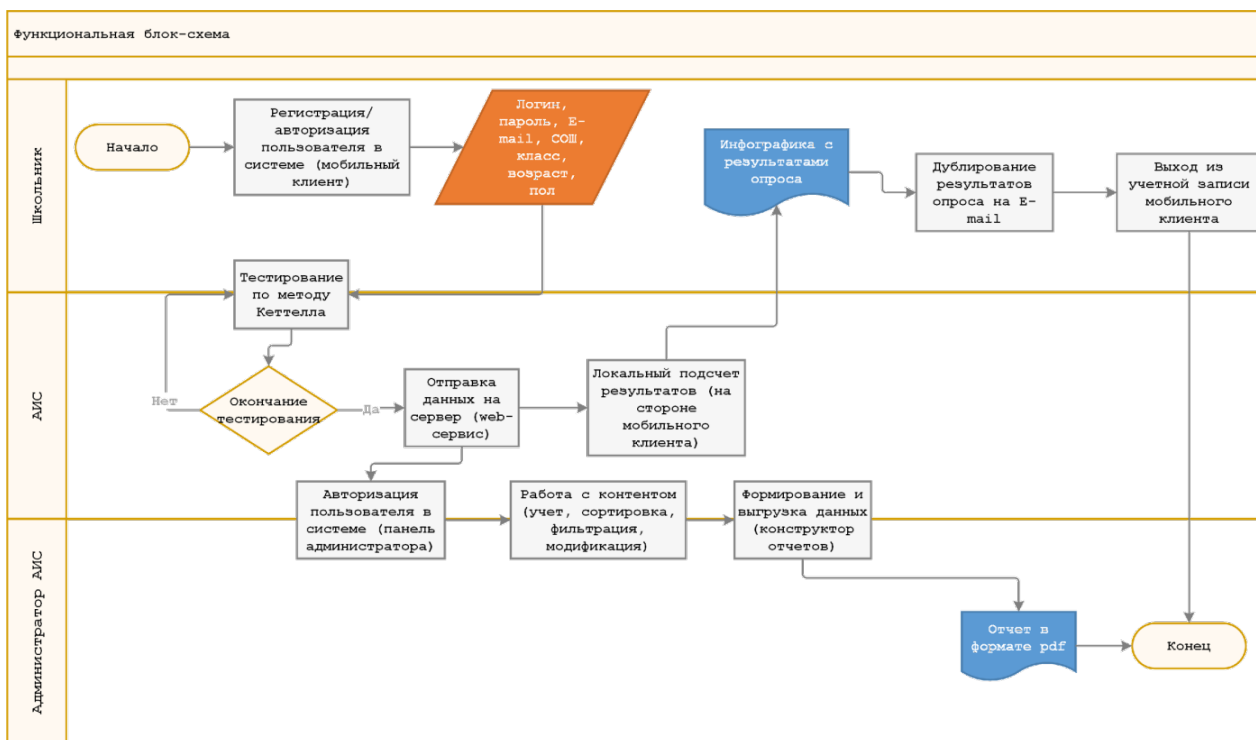 Функциональная блок-схема
Школьник
Начало
Регистрация/
авторизация
пользователя в
системе (мобильный
клиент)
Логин,
пароль, E-
mail, СОШ,
класс,
возраст,
пол
Инфографика с
результатами
опроса
Дублирование
результатов
опроса на E-
mail
Выход из
учетной записи
мобильного
клиента
Тестирование
по методу
Кеттелла
АИС
Нет
Окончание
тестирования
Да
Отправка
данных на
сервер (web-
сервис)
Локальный подсчет
результатов (на
стороне
мобильного
клиента)
Авторизация
пользователя в
системе (панель
администратора)
Работа с контентом
(учет, сортировка,
фильтрация,
модификация)
Формирование и
выгрузка данных
(конструктор
отчетов)
Администратор АИС
Отчет в
формате pdf
Конец